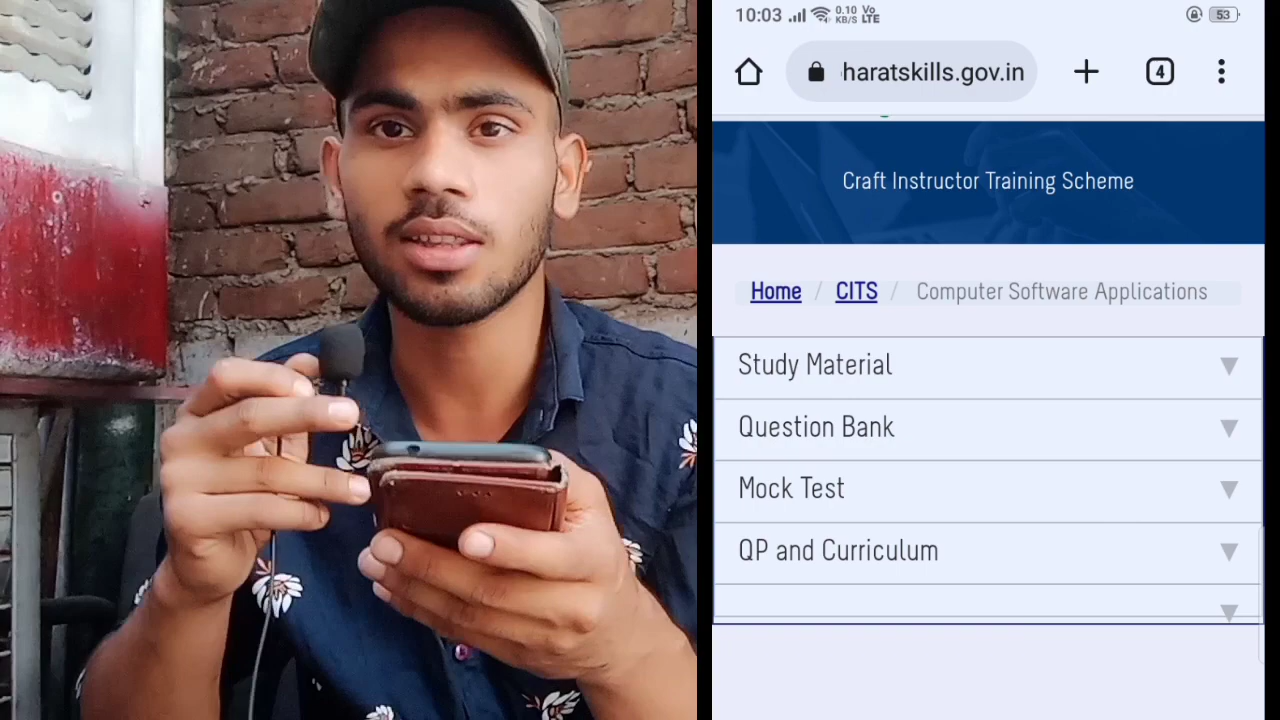 10:03 0.10 KB/S Vo LTE 53
haratskills.gov.in 4
Craft Instructor Training Scheme
Home / CITS / Computer Software Applications
Study Material
Question Bank
Mock Test
QP and Curriculum